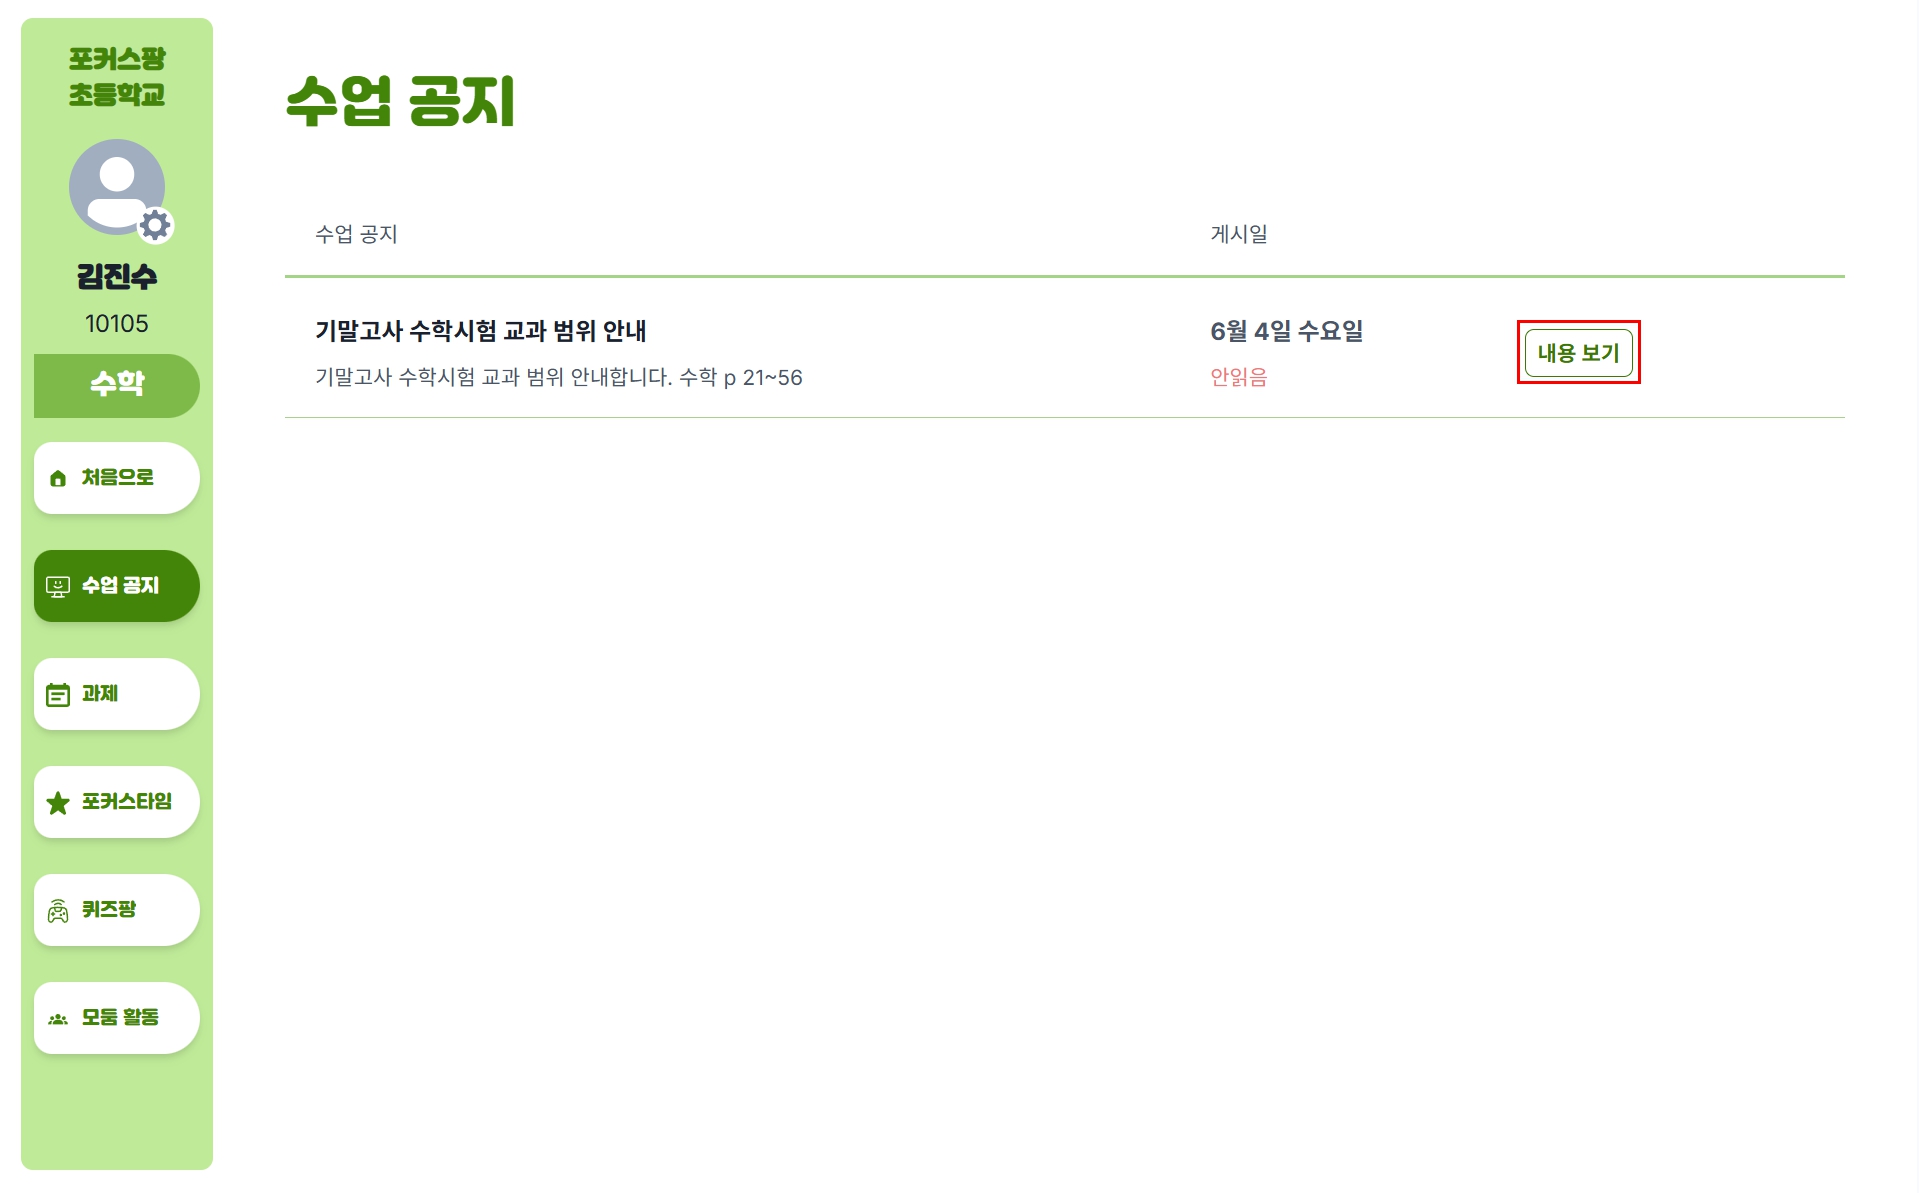 포커스팡
초등학교
김진수
10105
수학
처음으로
수업 공지
과제
포커스타임
퀴즈팡
모둠 활동
수업 공지
수업 공지 게시일
기말고사 수학시험 교과 범위 안내 6월 4일 수요일
기말고사 수학시험 교과 범위 안내합니다. 수학 p 21~56 안읽음
내용 보기